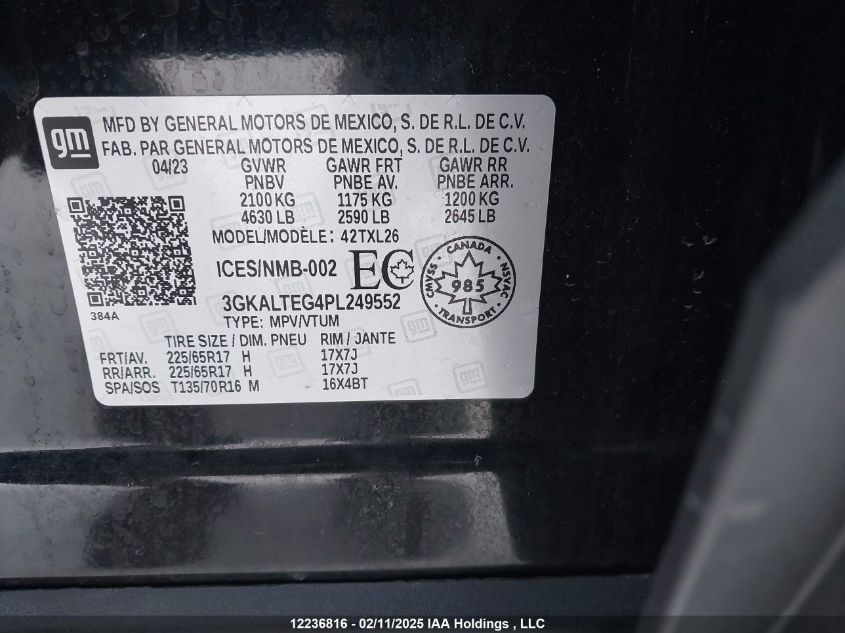 gm
MFD BY GENERAL MOTORS DE MEXICO, S. DE R.L. DE C.V.
FAB. PAR GENERAL MOTORS DE MEXICO, S. DE R.L. DE C.V.
04/23 GVWR GAWR FRT GAWR RR
PNBV PNBE AV. PNBE ARR.
2100 KG 1175 KG 1200 KG
4630 LB 2590 LB 2645 LB
MODEL/MODÈLE: 42TXL26
ICES/NMB-002 EC
CANADA
CMVSS 985 NSVAC
384A
3GKALTEG4PL249552
TYPE: MPV/VTUM
TIRE SIZE / DIM. PNEU RIM / JANTE
FRT/AV. 225/65R17 H 17X7J
RR/ARR. 225/65R17 H 17X7J
SPA/SOS T135/70R16 M 16X4BT
12236816 - 02/11/2025 IAA Holdings , LLC